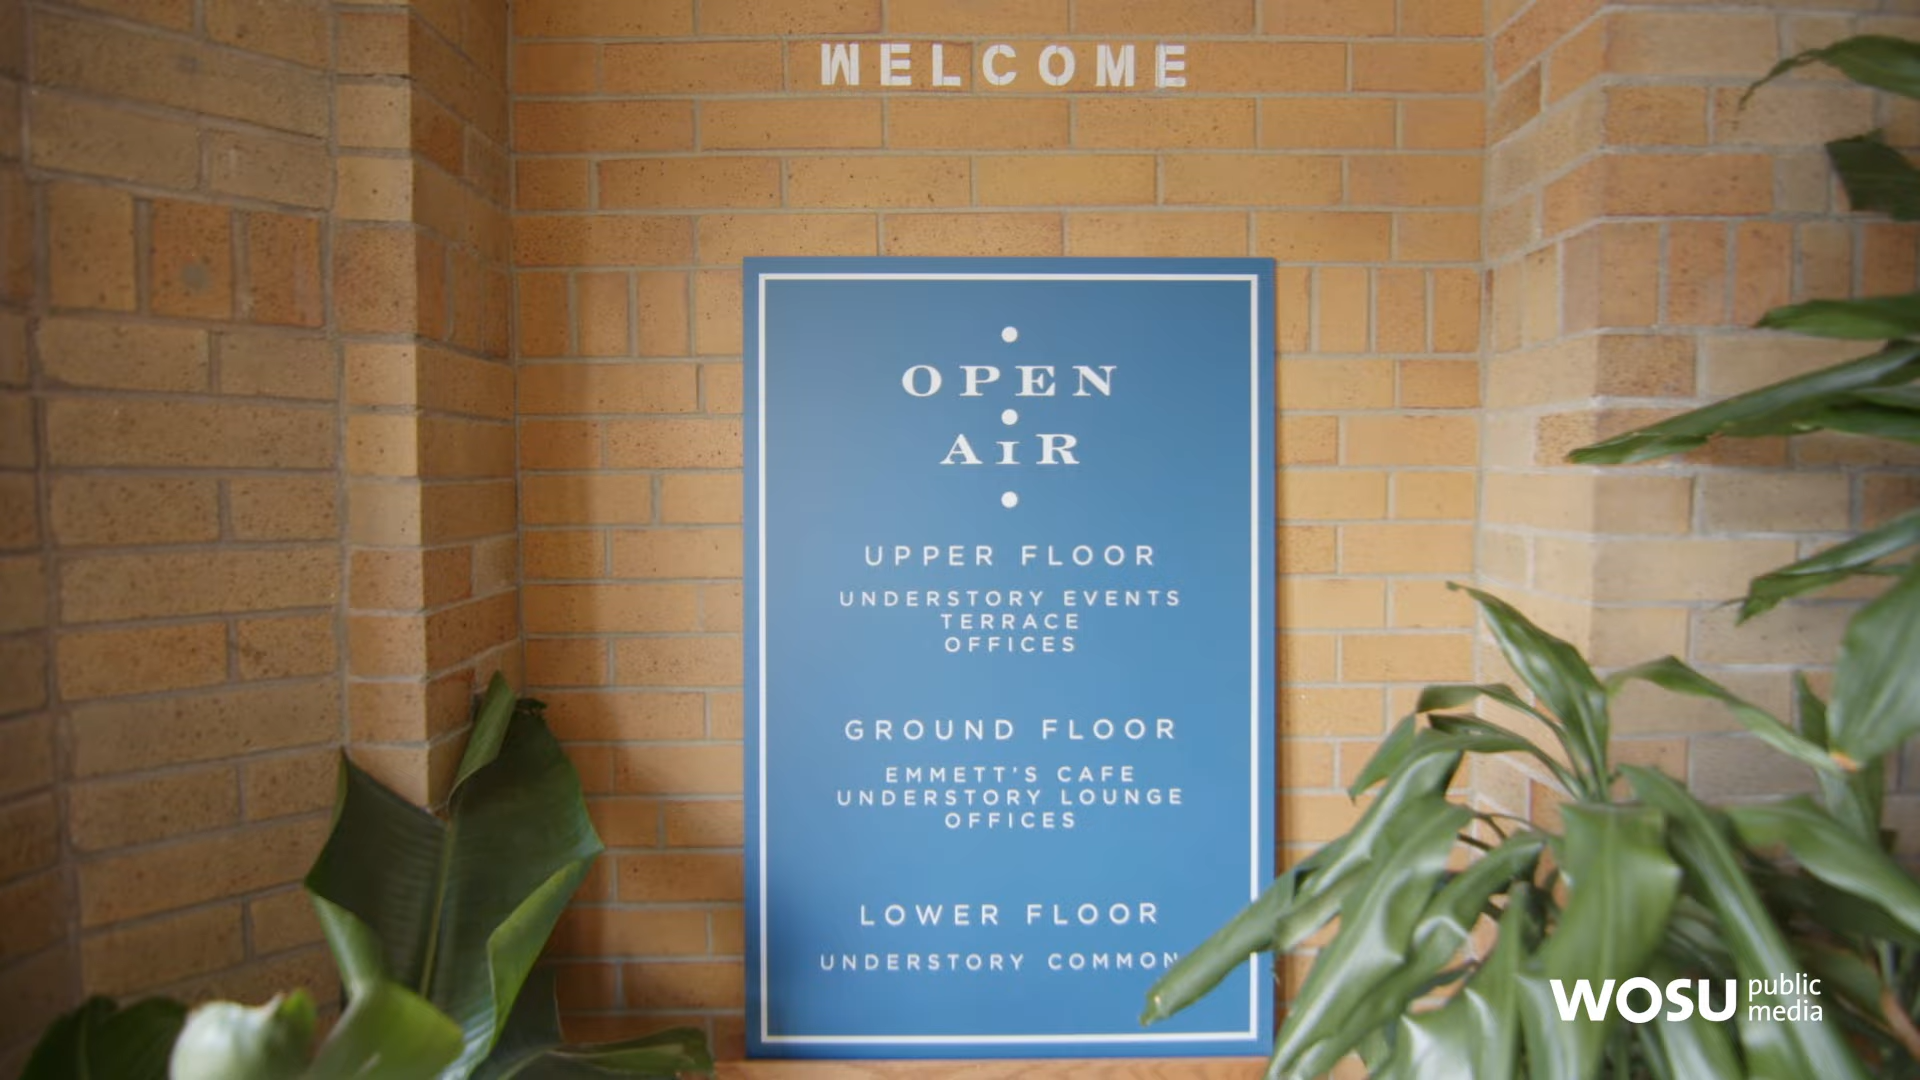 WELCOME
OPEN
AiR
UPPER FLOOR
UNDERSTORY EVENTS
TERRACE
OFFICES
GROUND FLOOR
EMMETT'S CAFE
UNDERSTORY LOUNGE
OFFICES
LOWER FLOOR
UNDERSTORY COMMON
WOSU public
media